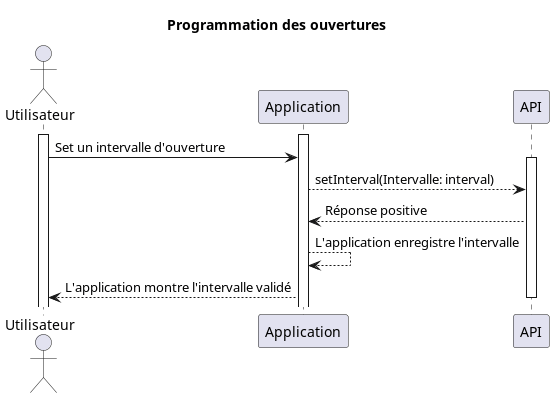 Programmation des ouvertures
Utilisateur
Application
API
Set un intervalle d'ouverture
setInterval(Intervalle: interval)
Réponse positive
L'application enregistre l'intervalle
L'application montre l'intervalle validé
Utilisateur
Application
API